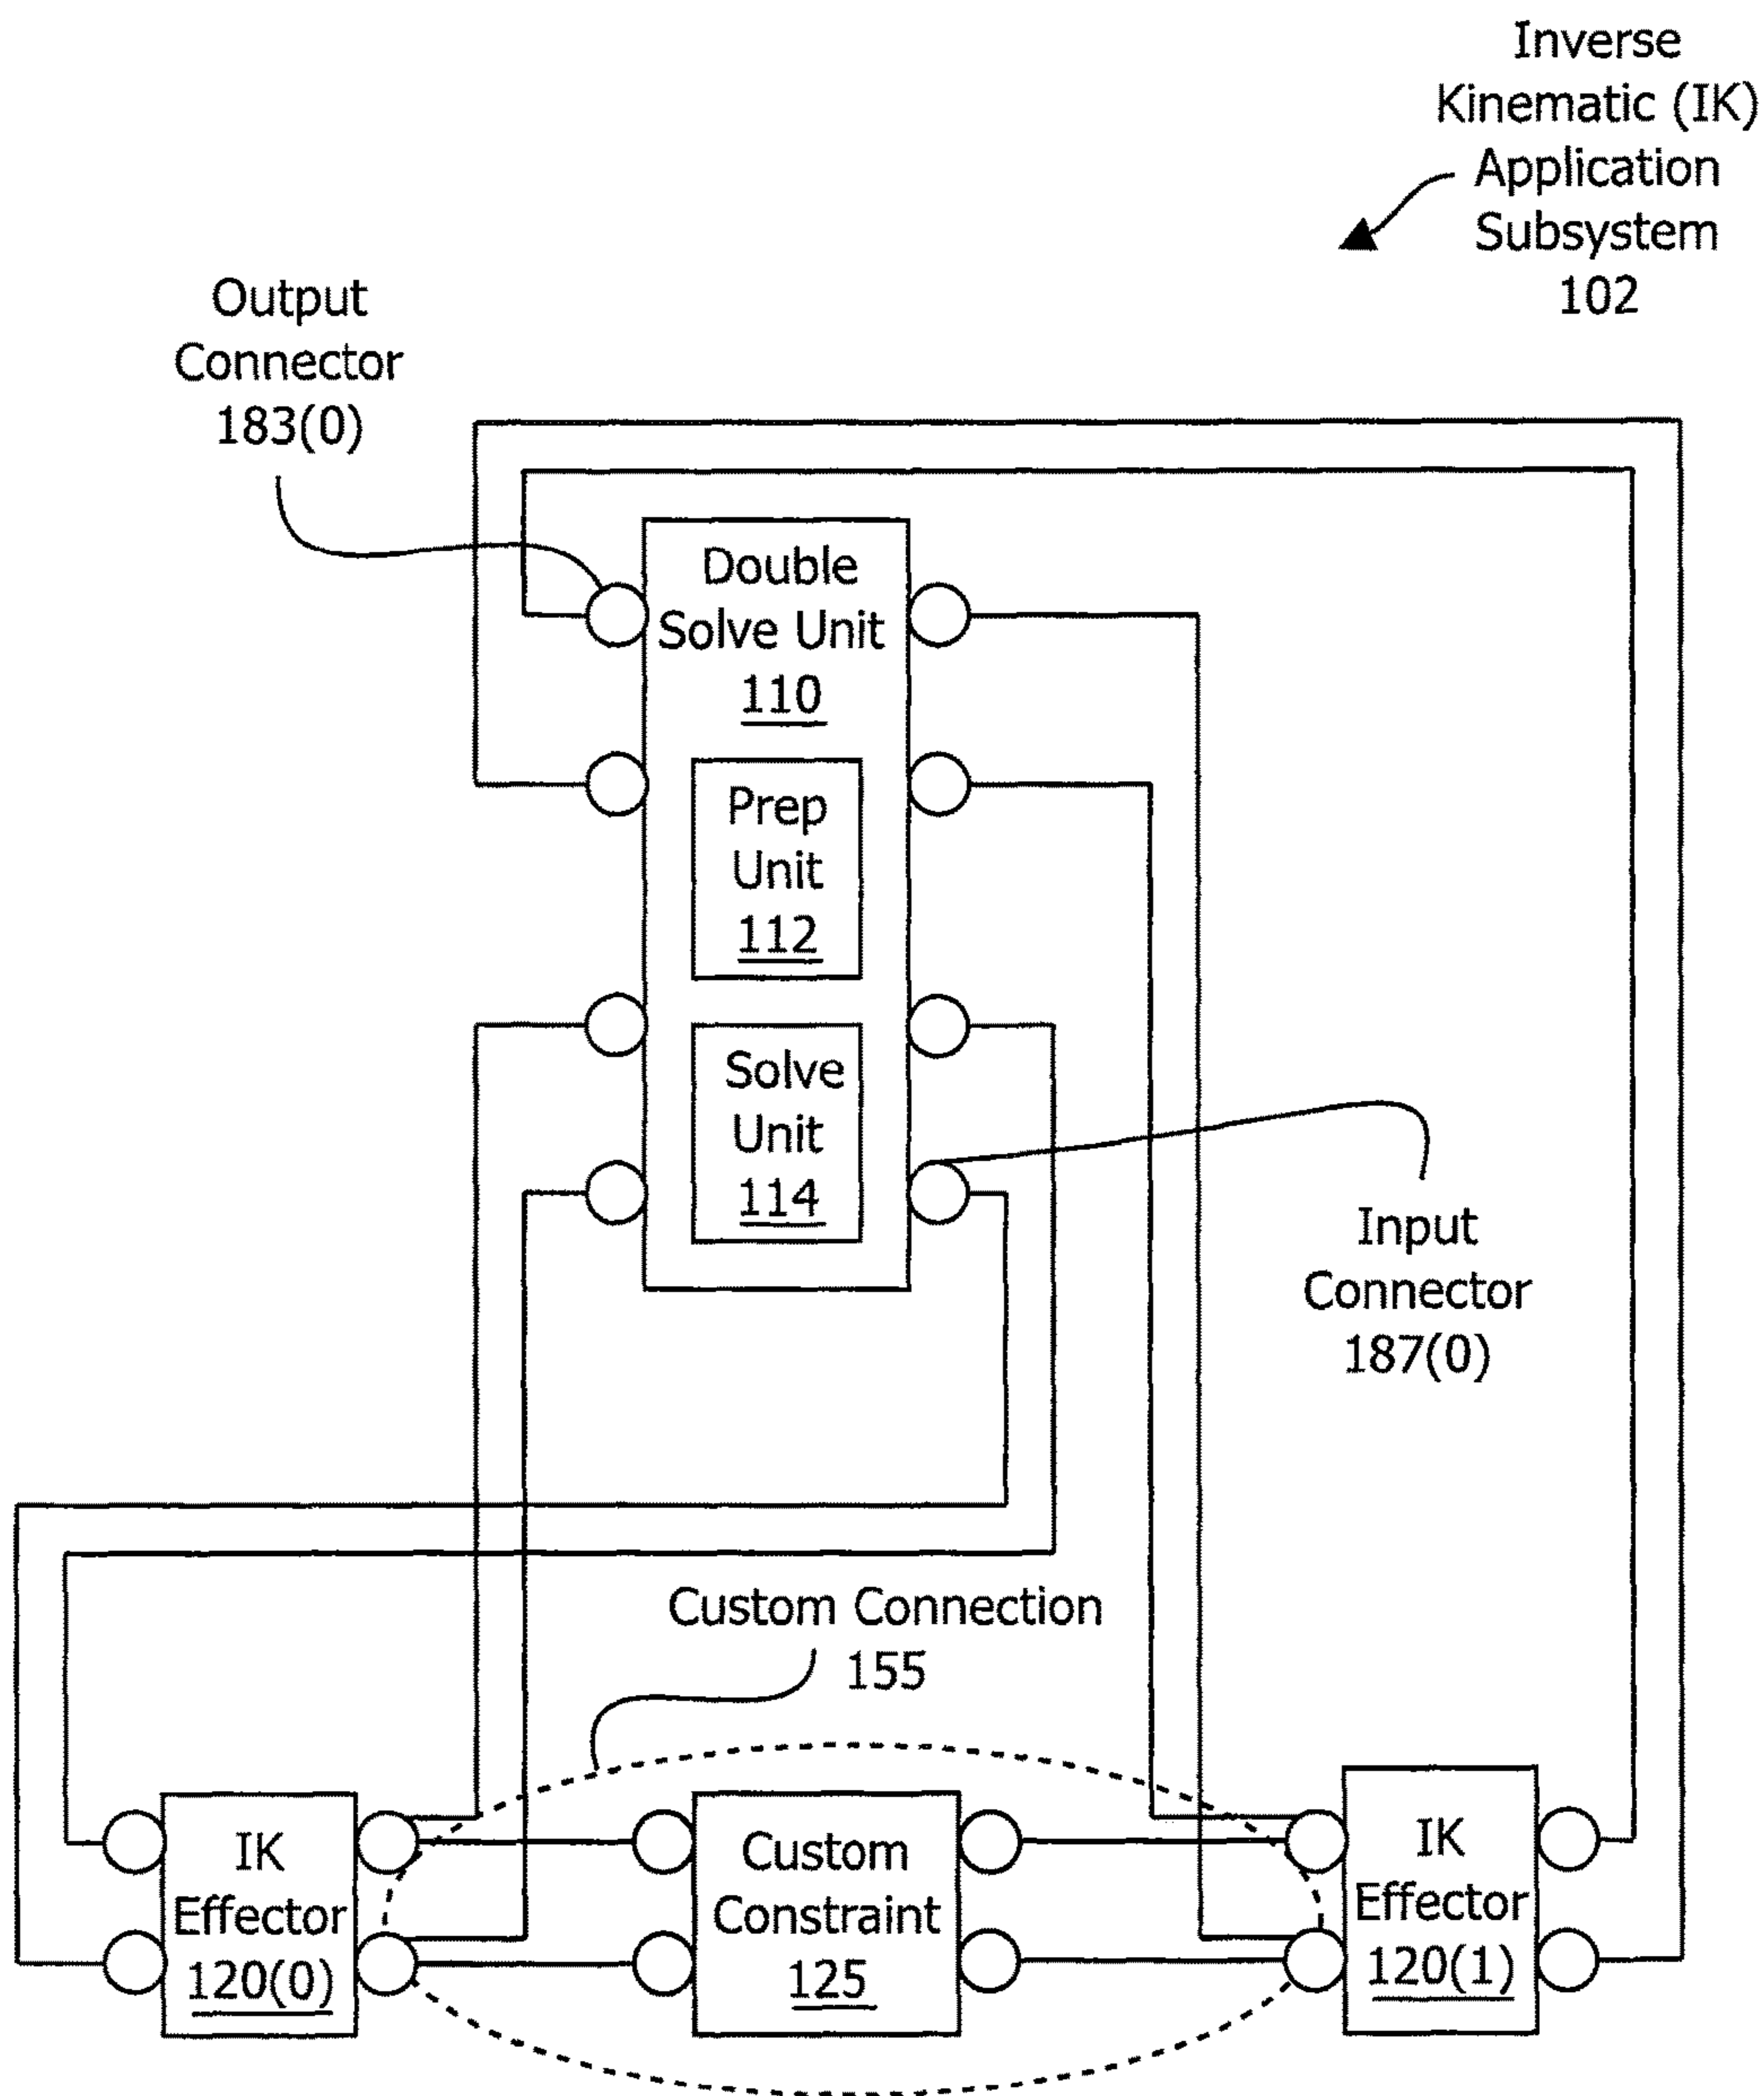 Inverse
Kinematic (IK)
Application
Subsystem
102
Output
Connector
183(0)
Double
Solve Unit
110
Prep
Unit
112
Solve
Unit
114
Input
Connector
187(0)
Custom Connection
155
IK
Effector
120(0)
Custom
Constraint
125
IK
Effector
120(1)